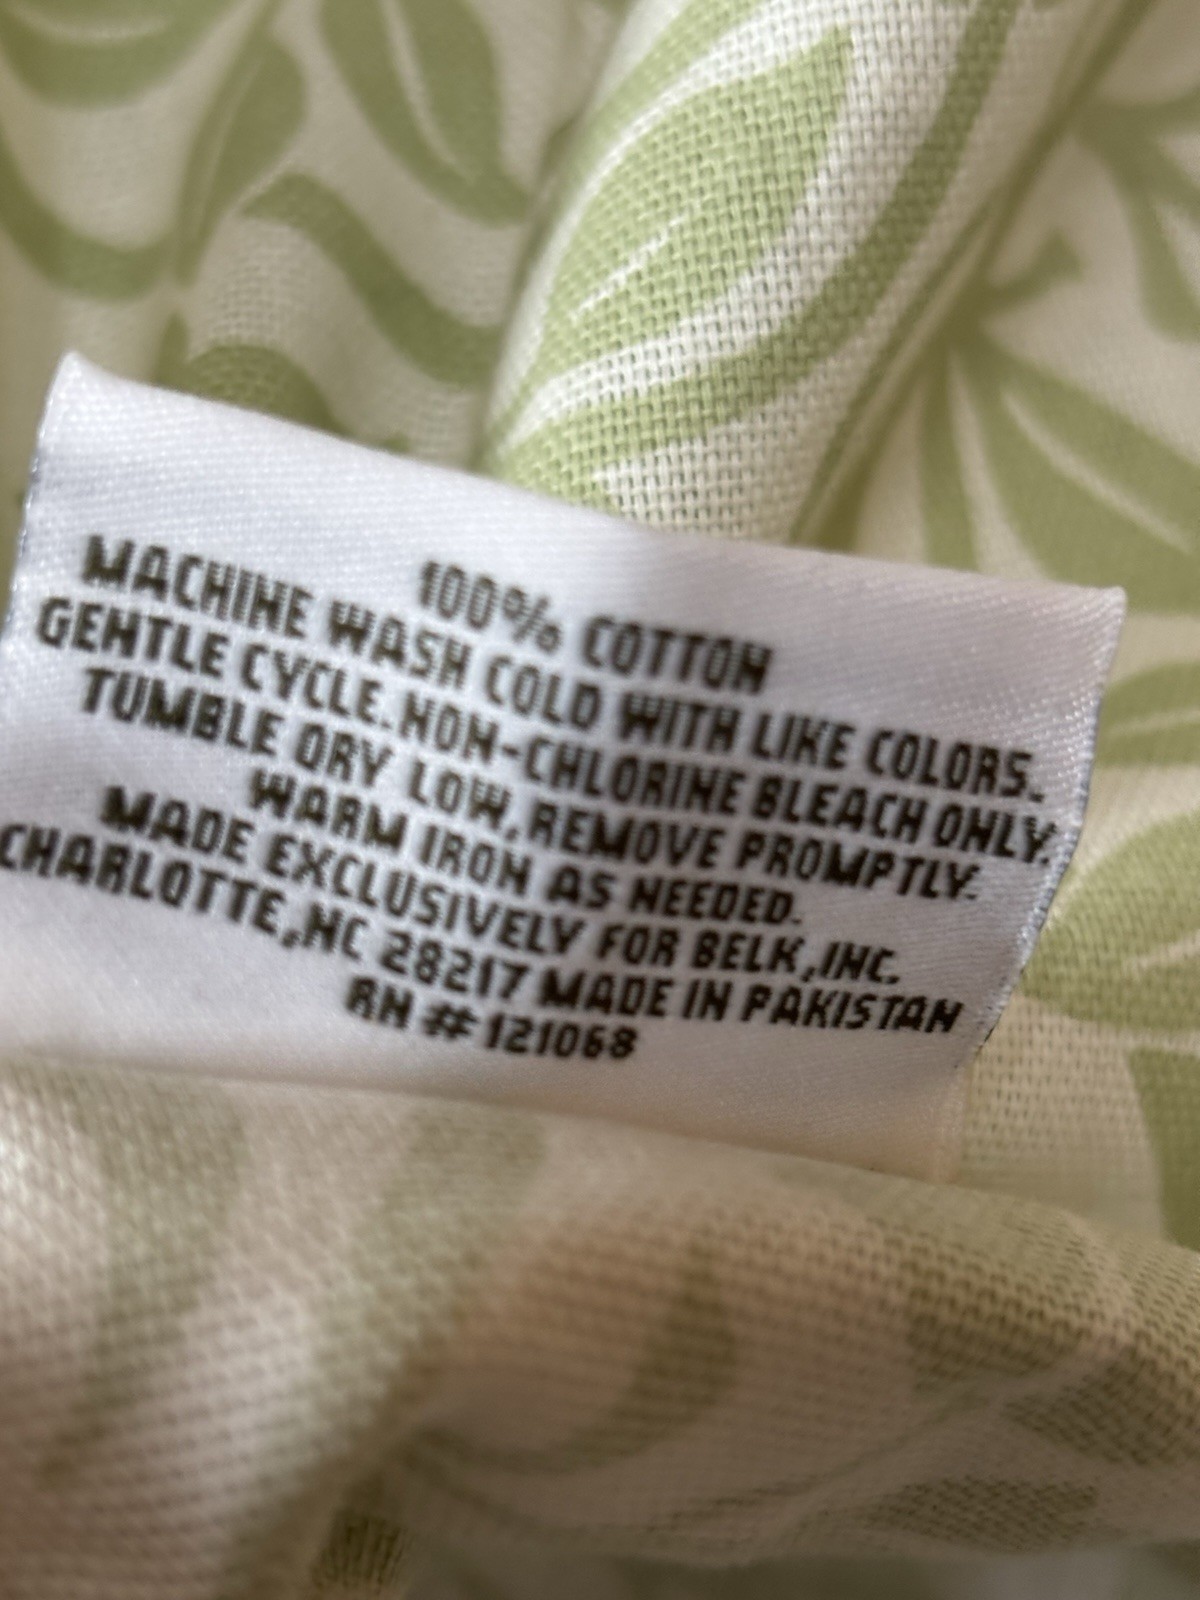 100% COTTON
MACHINE WASH COLD WITH LIKE COLORS.
GENTLE CYCLE. NON-CHLORINE BLEACH ONLY.
TUMBLE DRY LOW, REMOVE PROMPTLY.
WARM IRON AS NEEDED.
MADE EXCLUSIVELY FOR BELK, INC.
CHARLOTTE, NC 28217 MADE IN PAKISTAN
RN # 121068